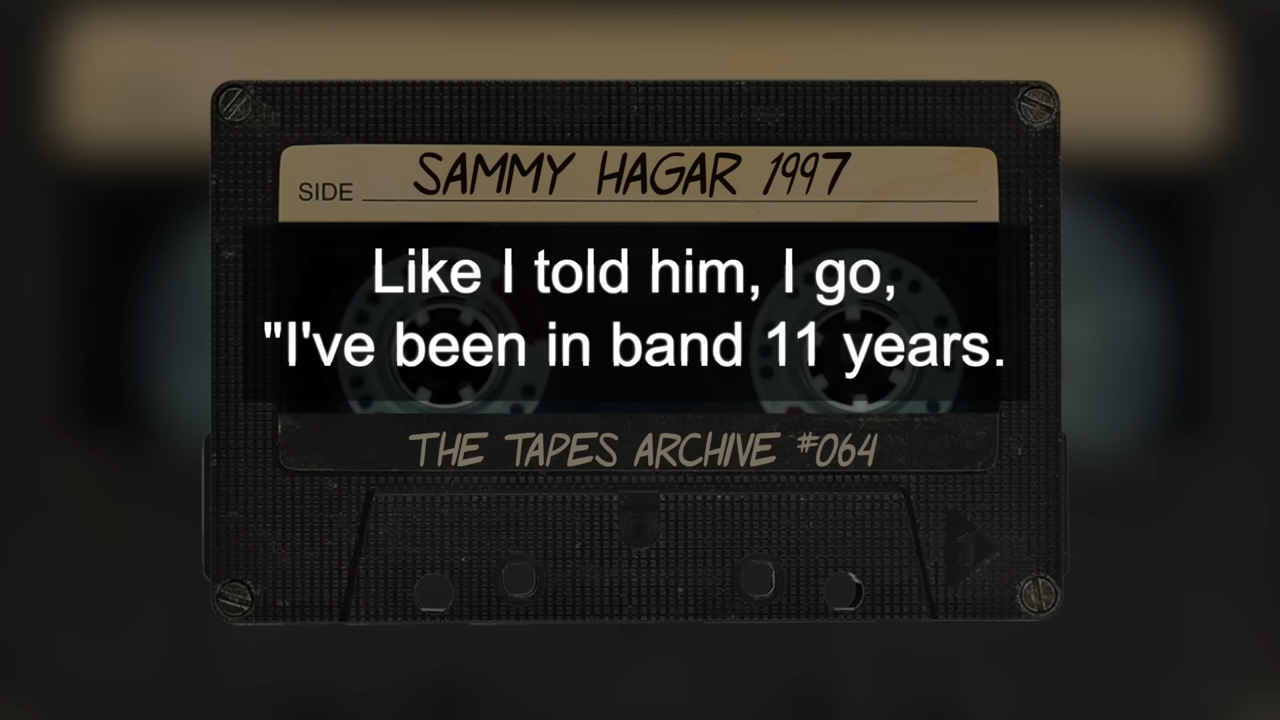 SAMMY HAGAR 1997
SIDE
Like I told him, I go,
"I've been in band 11 years.
THE TAPES ARCHIVE #064